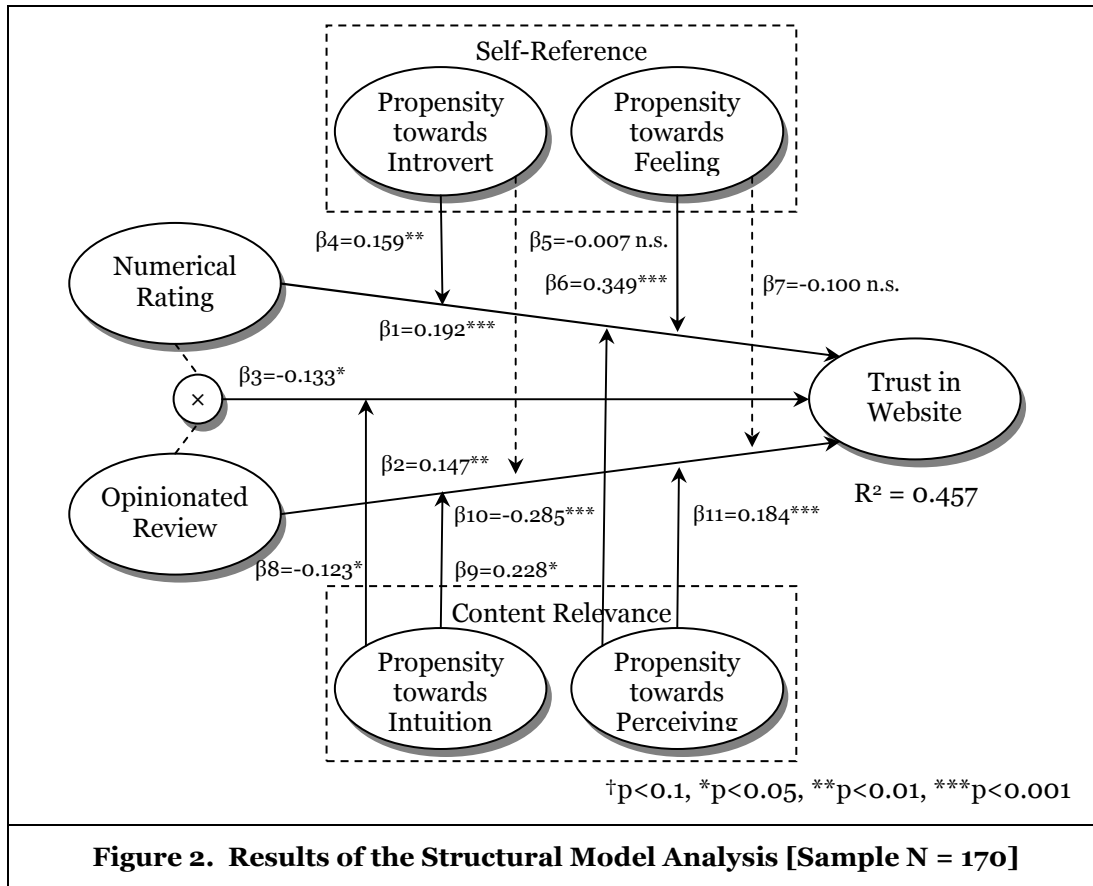 Self-Reference
Propensity
towards
Introvert
Propensity
towards
Feeling
β4=0.159**
β5=-0.007 n.s.
Numerical
Rating
β6=0.349***
β7=-0.100 n.s.
β1=0.192***
β3=-0.133*
×
Trust in
Website
β2=0.147**
Opinionated
Review
R² = 0.457
β10=-0.285***
β11=0.184***
β8=-0.123*
β9=0.228*
Content Relevance
Propensity
towards
Intuition
Propensity
towards
Perceiving
†p<0.1, *p<0.05, **p<0.01, ***p<0.001
Figure 2. Results of the Structural Model Analysis [Sample N = 170]